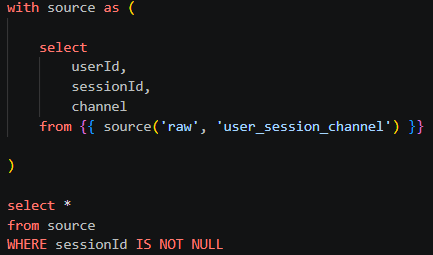 with source as (
select
userId,
sessionId,
channel
from {{ source('raw', 'user_session_channel') }}
)
select *
from source
WHERE sessionId IS NOT NULL